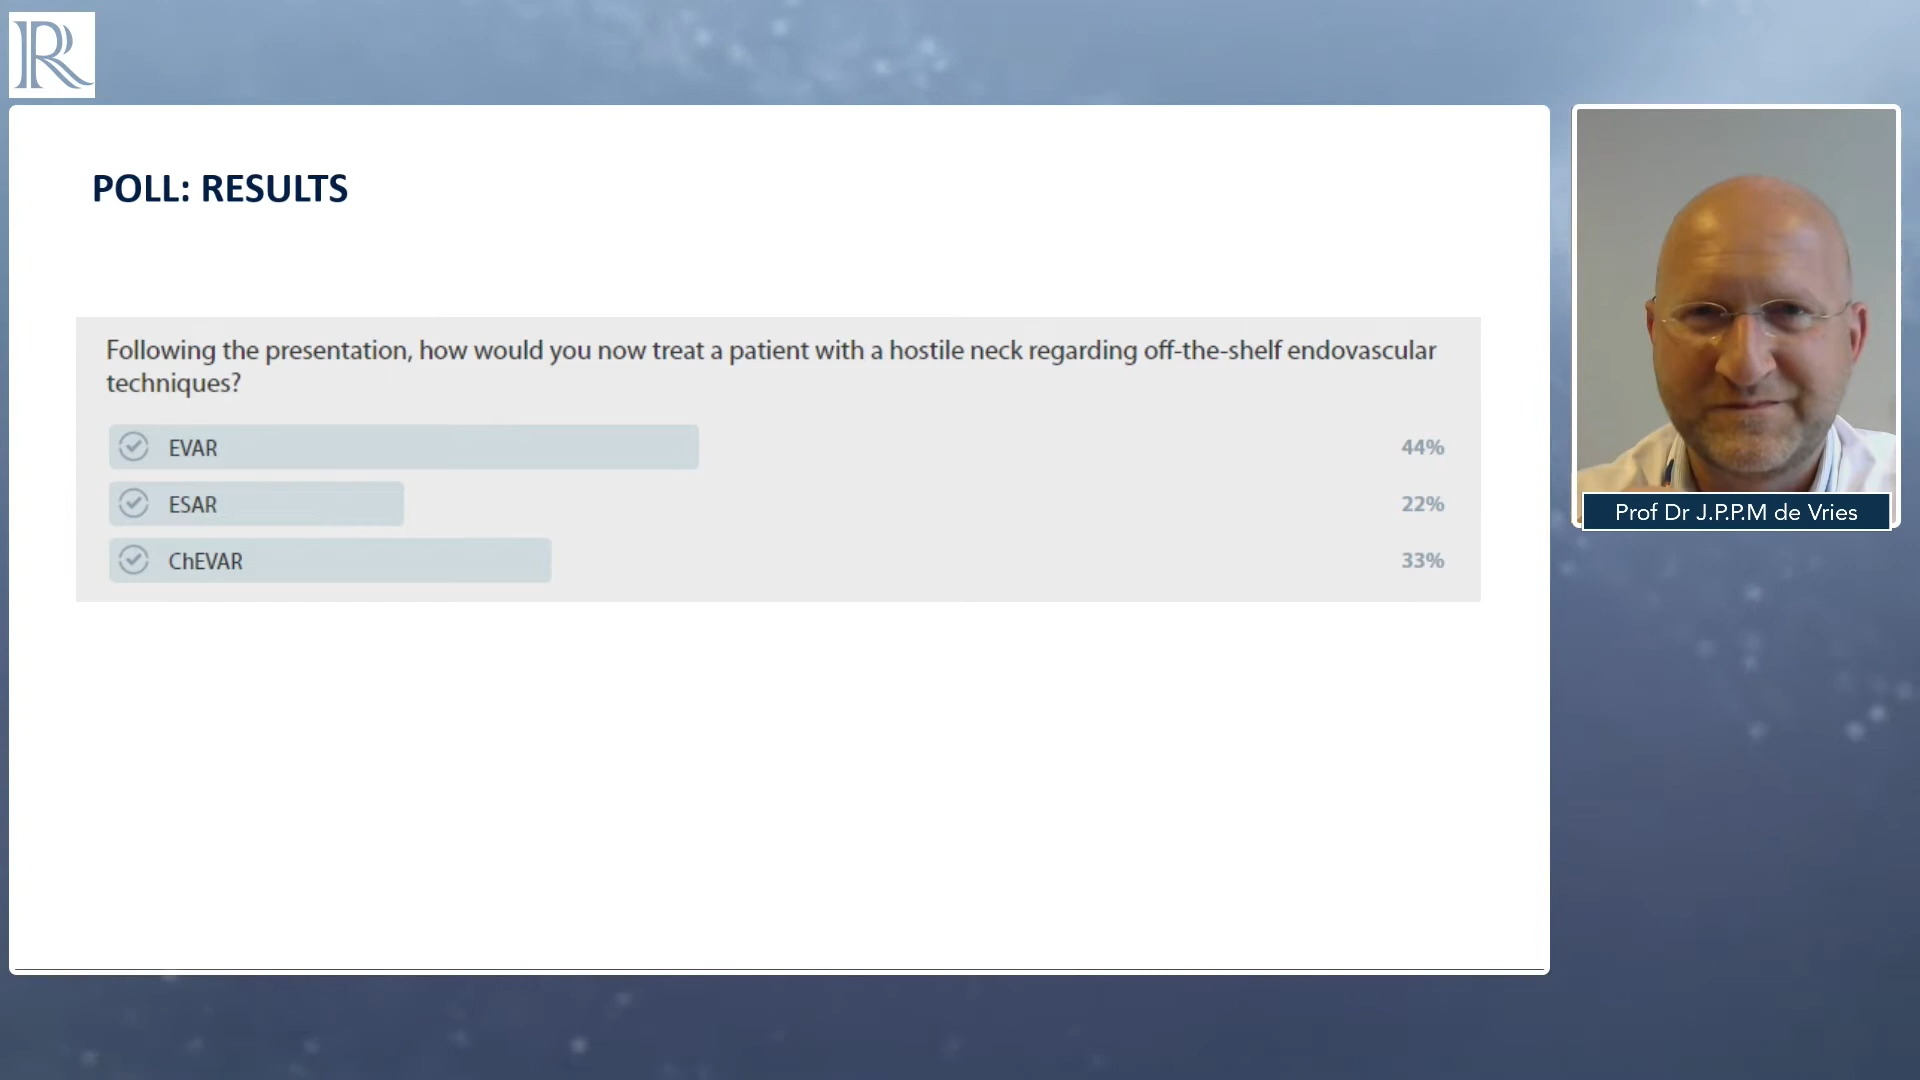 R
POLL: RESULTS
Following the presentation, how would you now treat a patient with a hostile neck regarding off-the-shelf endovascular
techniques?
EVAR 44%
ESAR 22%
ChEVAR 33%
Prof Dr J.P.P.M de Vries